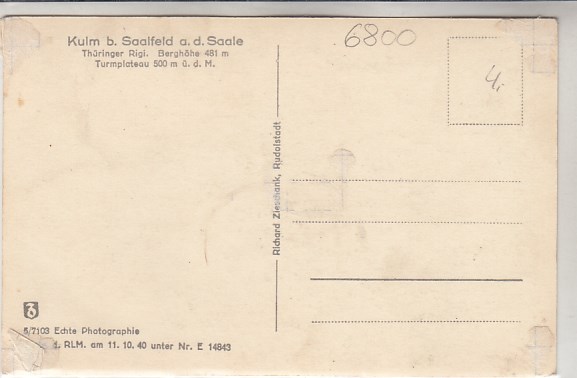 Kulm b. Saalfeld a. d. Saale
Thüringer Rigi. Berghöhe 481 m
Turmplateau 500 m ü. d. M.
6800
4,
Richard Zieschank, Rudolstadt
5/7103 Echte Photographie
d. RLM. am 11. 10. 40 unter Nr. E 14843